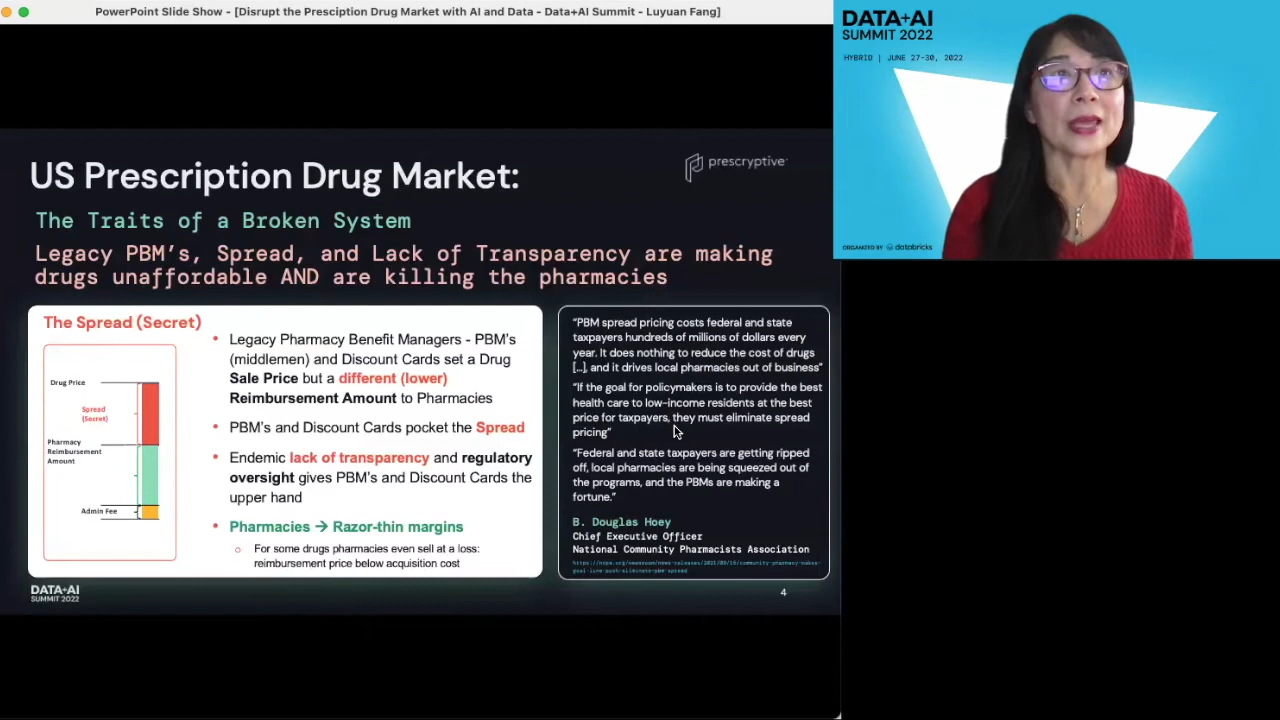 PowerPoint Slide Show - [Disrupt the Presciption Drug Market with AI and Data - Data+AI Summit - Luyuan Fang]
DATA+AI
SUMMIT 2022
HYBRID | JUNE 27-30, 2022
ORGANIZED BY databricks
US Prescription Drug Market:
prescryptive
The Traits of a Broken System
Legacy PBM's, Spread, and Lack of Transparency are making
drugs unaffordable AND are killing the pharmacies
The Spread (Secret)
Drug Price
Spread
(Secret)
Pharmacy
Reimbursement
Amount
Admin Fee
• Legacy Pharmacy Benefit Managers - PBM's
(middlemen) and Discount Cards set a Drug
Sale Price but a different (lower)
Reimbursement Amount to Pharmacies
• PBM's and Discount Cards pocket the Spread
• Endemic lack of transparency and regulatory
oversight gives PBM's and Discount Cards the
upper hand
• Pharmacies → Razor-thin margins
○ For some drugs pharmacies even sell at a loss:
reimbursement price below acquisition cost
"PBM spread pricing costs federal and state
taxpayers hundreds of millions of dollars every
year. It does nothing to reduce the cost of drugs
[...], and it drives local pharmacies out of business"
"If the goal for policymakers is to provide the best
health care to low-income residents at the best
price for taxpayers, they must eliminate spread
pricing"
"Federal and state taxpayers are getting ripped
off, local pharmacies are being squeezed out of
the programs, and the PBMs are making a
fortune."
B. Douglas Hoey
Chief Executive Officer
National Community Pharmacists Association
DATA+AI
SUMMIT 2022
4